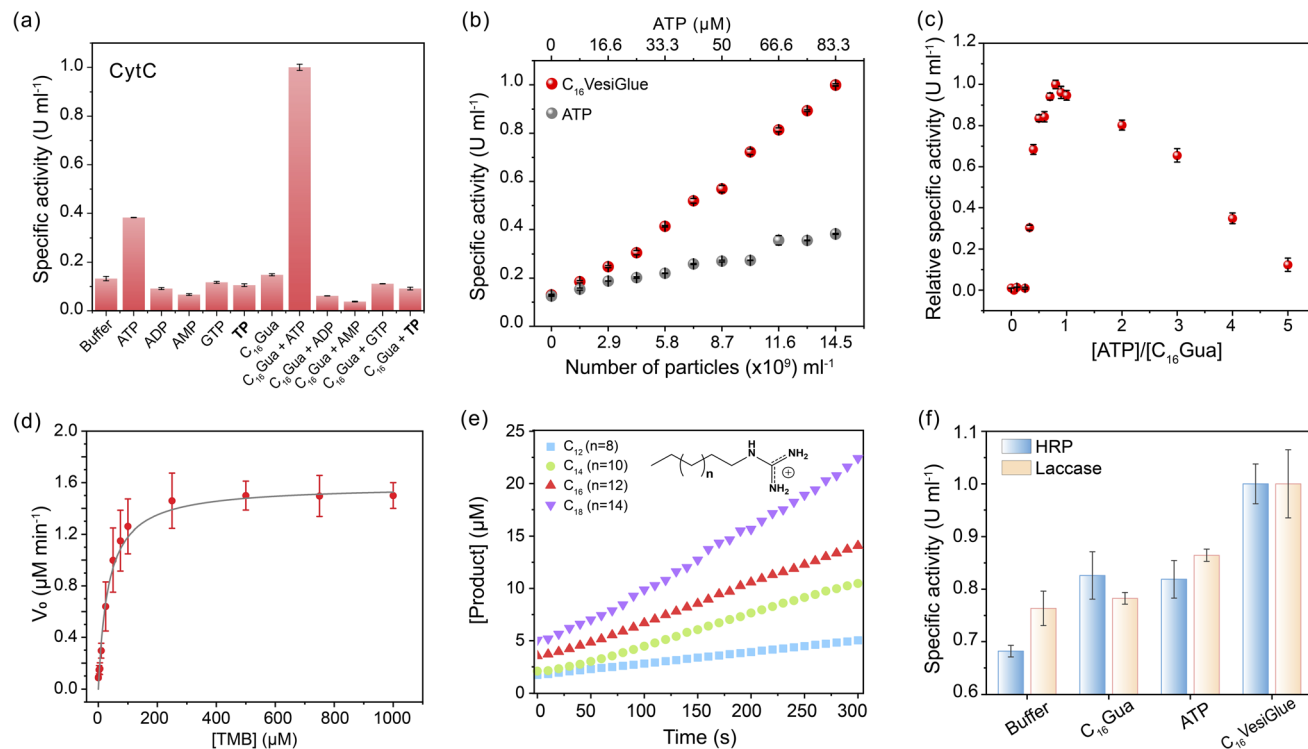 (a)
CytC
Specific activity (U ml⁻¹)
1.0
0.8
0.6
0.4
0.2
0.0
Buffer
ATP
ADP
AMP
GTP
TP
C₁₆Gua
C₁₆Gua + ATP
C₁₆Gua + ADP
C₁₆Gua + AMP
C₁₆Gua + GTP
C₁₆Gua + TP
(b)
ATP (μM)
0 16.6 33.3 50 66.6 83.3
C₁₆VesiGlue
ATP
Specific activity (U ml⁻¹)
1.0
0.8
0.6
0.4
0.2
0.0
0 2.9 5.8 8.7 11.6 14.5
Number of particles (x10⁹) ml⁻¹
(c)
Relative specific activity (U ml⁻¹)
1.2
1.0
0.8
0.6
0.4
0.2
0.0
0 1 2 3 4 5
[ATP]/[C₁₆Gua]
(d)
V₀ (μM min⁻¹)
2.0
1.6
1.2
0.8
0.4
0.0
0 200 400 600 800 1000
[TMB] (μM)
(e)
C₁₂ (n=8)
C₁₄ (n=10)
C₁₆ (n=12)
C₁₈ (n=14)
H
N
NH₂
n
NH₂
+
[Product] (μM)
25
20
15
10
5
0
0 50 100 150 200 250 300
Time (s)
(f)
HRP
Laccase
Specific activity (U ml⁻¹)
1.1
1.0
0.9
0.8
0.7
0.6
Buffer
C₁₆Gua
ATP
C₁₆VesiGlue